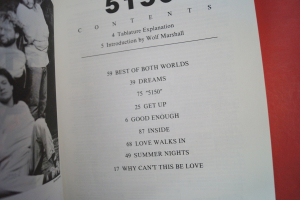 5150
CONTENTS
4 Tablature Explanation
5 Introduction by Wolf Marshall
59 BEST OF BOTH WORLDS
39 DREAMS
75 "5150"
25 GET UP
6 GOOD ENOUGH
87 INSIDE
68 LOVE WALKS IN
49 SUMMER NIGHTS
17 WHY CAN'T THIS BE LOVE